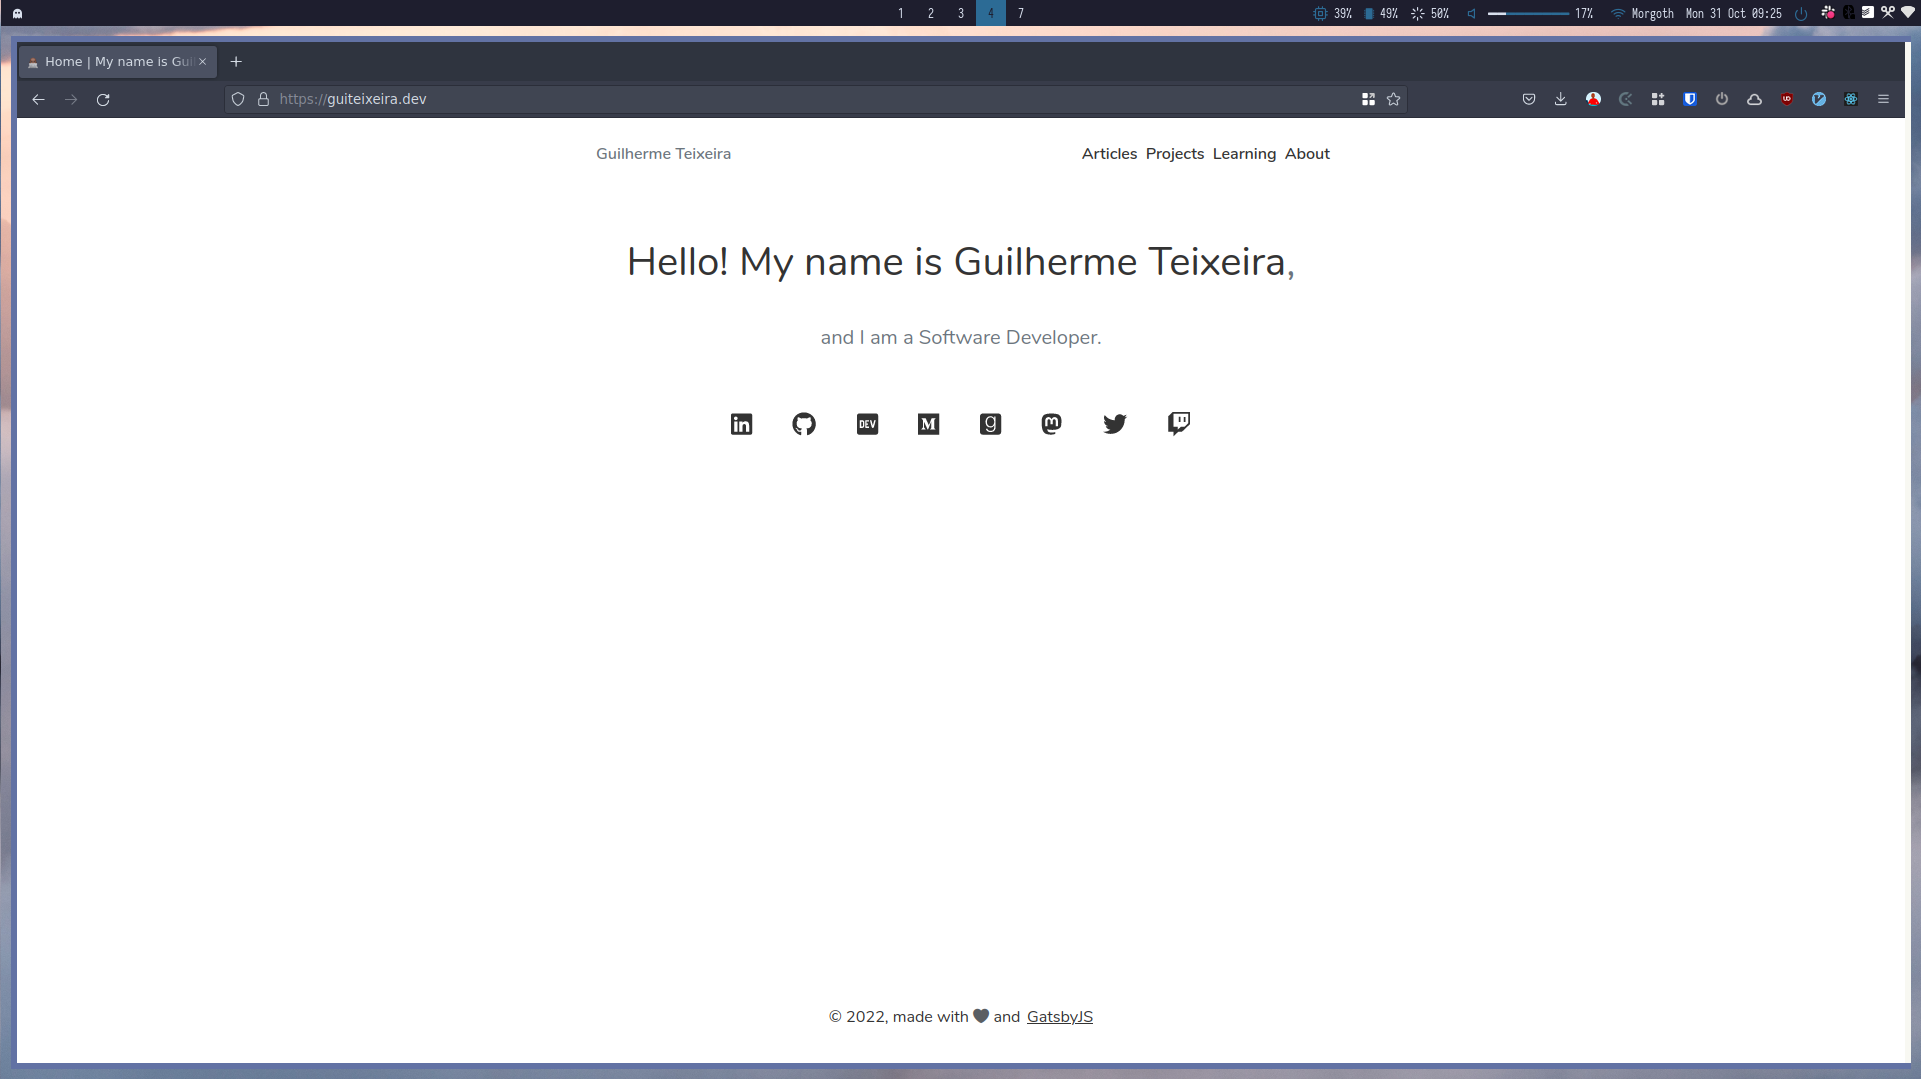 1 2 3 4 7
39% 49% 50% 17% Morgoth Mon 31 Oct 09:25
Home | My name is Gui
https://guiteixeira.dev
Guilherme Teixeira
Articles Projects Learning About
Hello! My name is Guilherme Teixeira,
and I am a Software Developer.
in DEV M g m
© 2022, made with and GatsbyJS